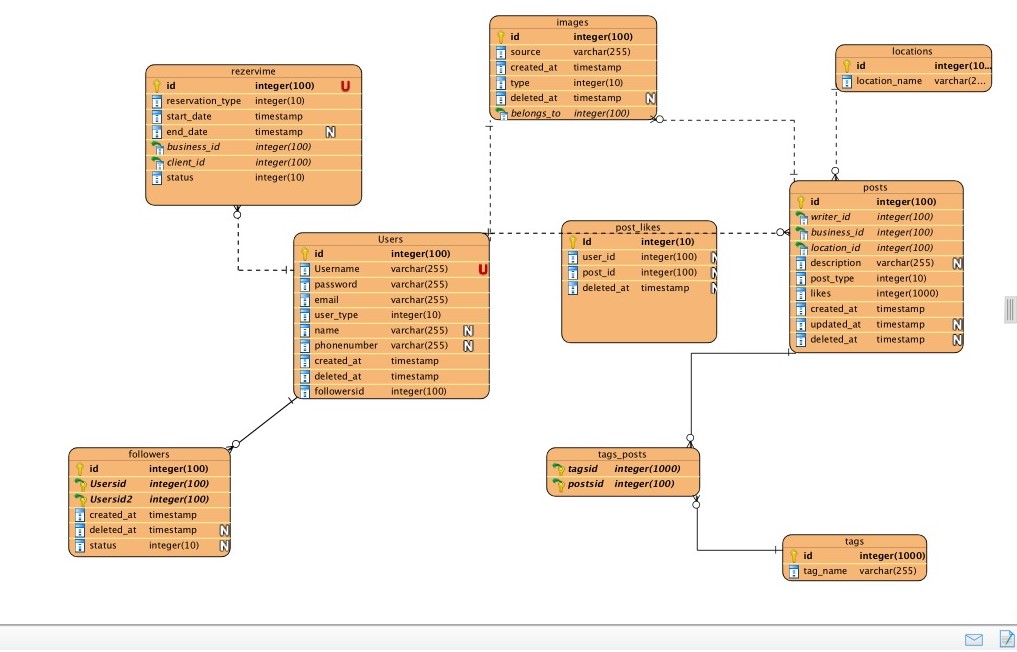 images
id integer(100)
source varchar(255)
created_at timestamp
type integer(10)
deleted_at timestamp N
belongs_to integer(100)
locations
id integer(10...
location_name varchar(2...
rezervime
id integer(100) U
reservation_type integer(10)
start_date timestamp
end_date timestamp N
business_id integer(100)
client_id integer(100)
status integer(10)
posts
id integer(100)
writer_id integer(100)
business_id integer(100)
location_id integer(100)
description varchar(255) N
post_type integer(10)
likes integer(1000)
created_at timestamp
updated_at timestamp N
deleted_at timestamp N
post_likes
Id integer(10)
user_id integer(100) N
post_id integer(100) N
deleted_at timestamp N
Users
id integer(100)
Username varchar(255) U
password varchar(255)
email varchar(255)
user_type integer(10)
name varchar(255) N
phonenumber varchar(255) N
created_at timestamp
deleted_at timestamp
followersid integer(100)
followers
id integer(100)
Usersid integer(100)
Usersid2 integer(100)
created_at timestamp
deleted_at timestamp N
status integer(10) N
tags_posts
tagsid integer(1000)
postsid integer(100)
tags
id integer(1000)
tag_name varchar(255)